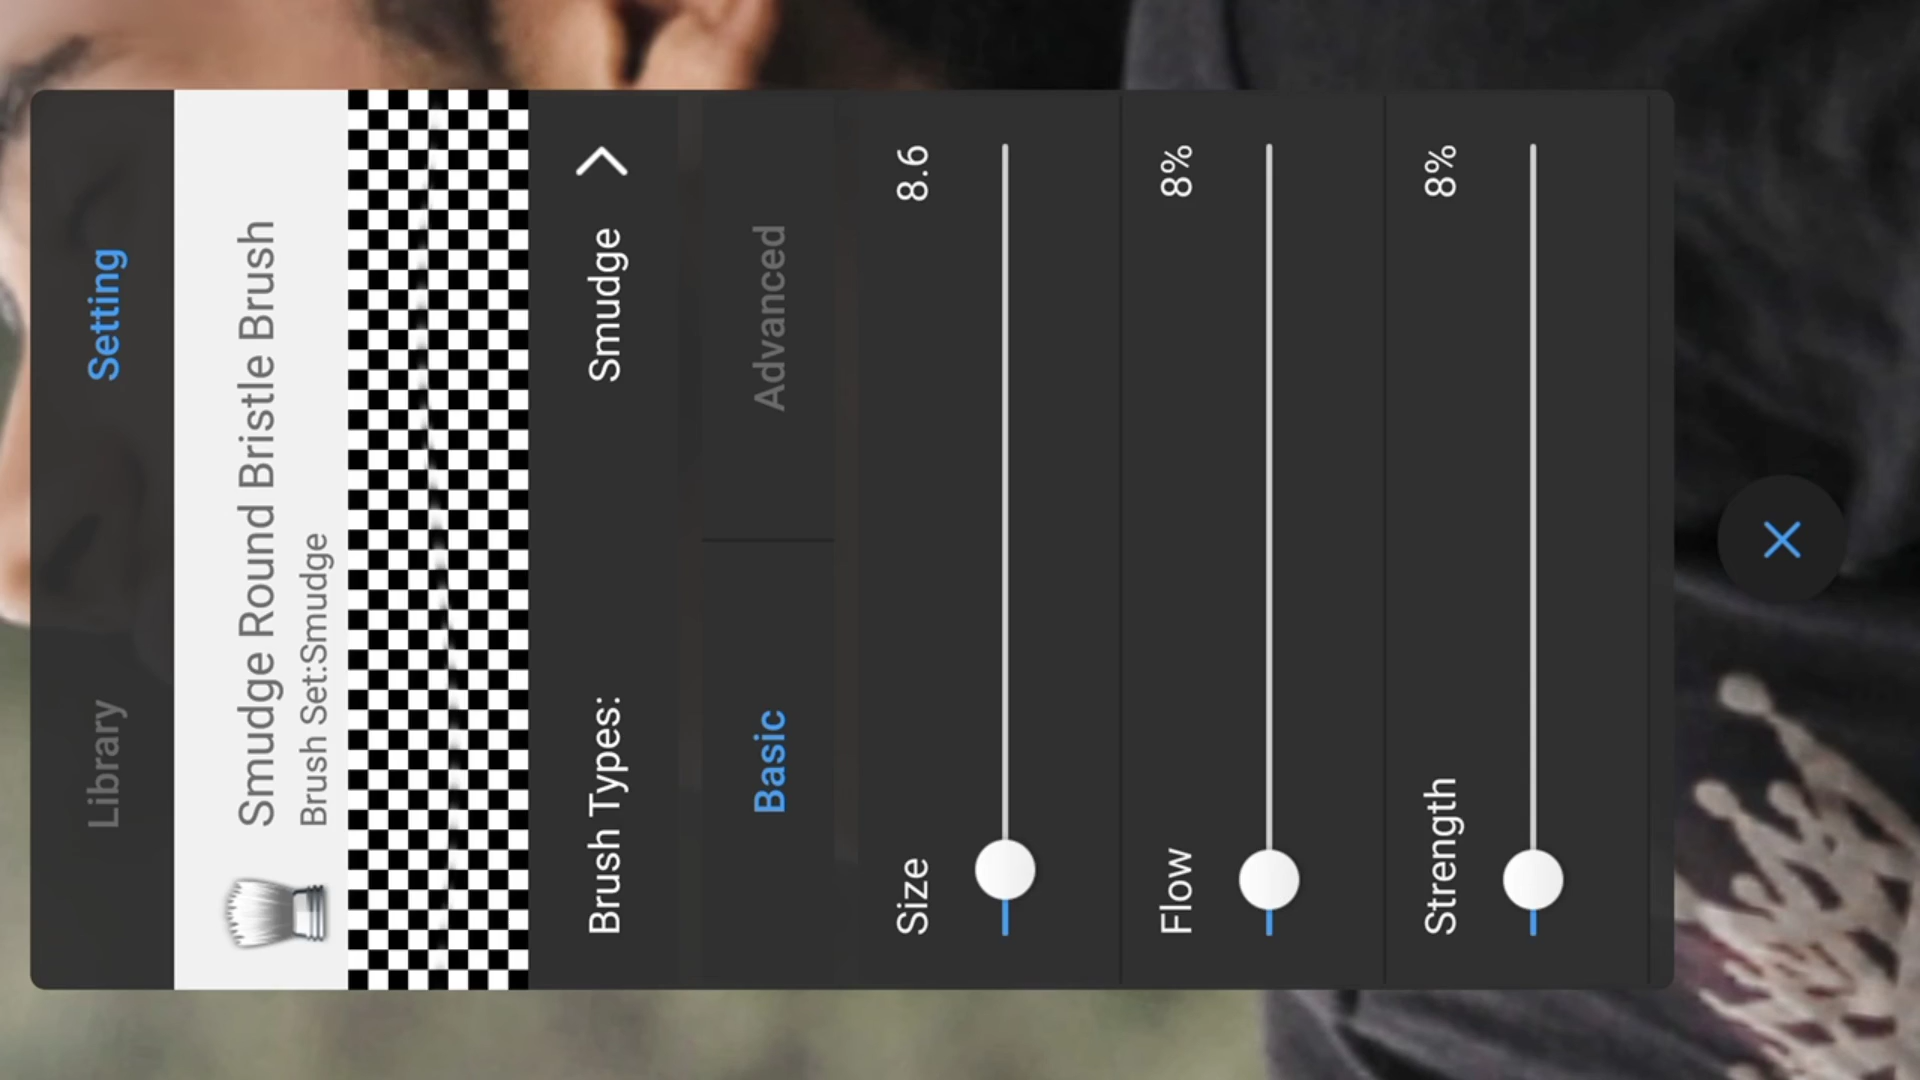 Library Setting
Smudge Round Bristle Brush
Brush Set:Smudge
Brush Types: Smudge
Basic Advanced
Size 8.6
Flow 8%
Strength 8%